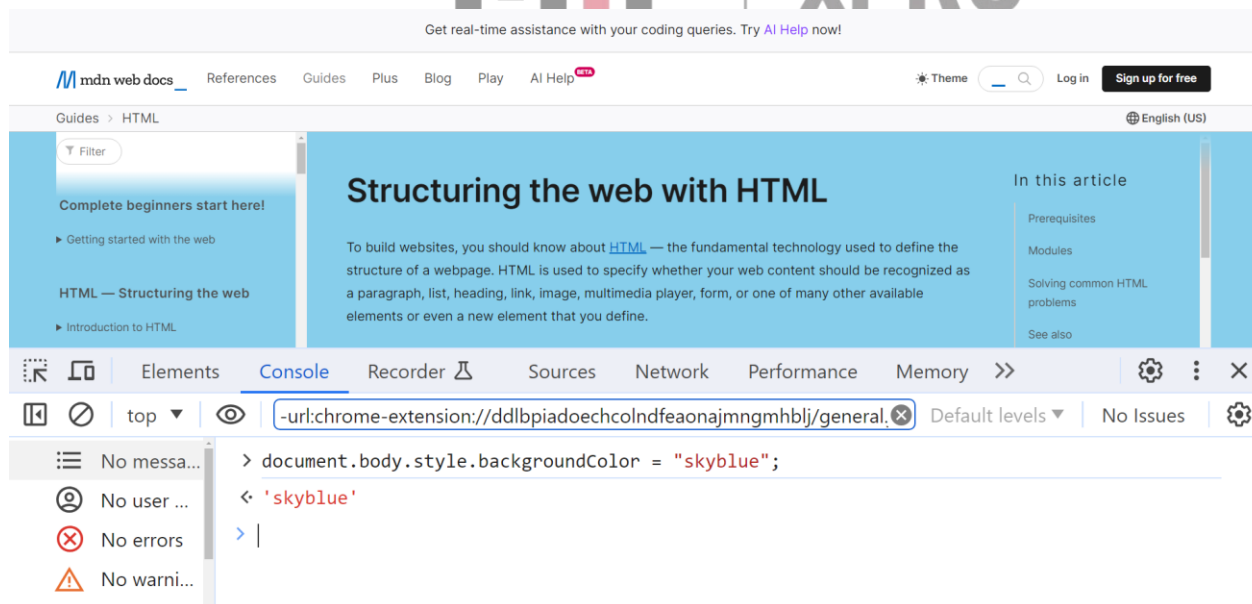 Get real-time assistance with your coding queries. Try AI Help now!
mdn web docs_ References Guides Plus Blog Play AI Help BETA Theme Log in Sign up for free
Guides > HTML English (US)
Filter
Complete beginners start here!
Getting started with the web
HTML — Structuring the web
Introduction to HTML
Structuring the web with HTML
To build websites, you should know about HTML — the fundamental technology used to define the
structure of a webpage. HTML is used to specify whether your web content should be recognized as
a paragraph, list, heading, link, image, multimedia player, form, or one of many other available
elements or even a new element that you define.
In this article
Prerequisites
Modules
Solving common HTML
problems
See also
Elements Console Recorder Sources Network Performance Memory
top -url:chrome-extension://ddlbpiadoechcolndfeaonajmngmhblj/general. Default levels No Issues
No messa...
No user ...
No errors
No warni...
> document.body.style.backgroundColor = "skyblue";
'skyblue'
>